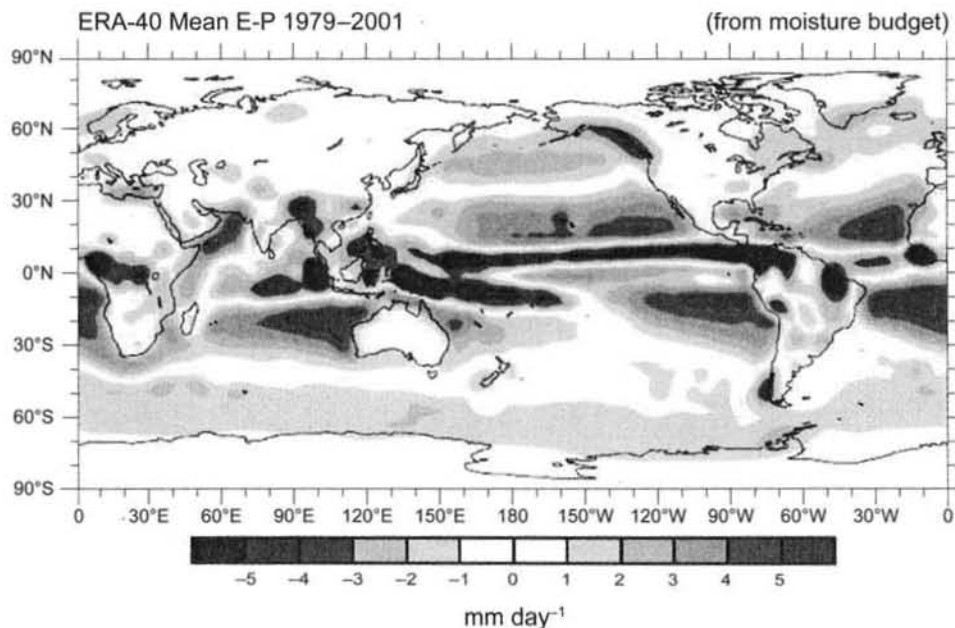 ERA-40 Mean E-P 1979–2001 (from moisture budget)
90°N
60°N
30°N
0°N
30°S
60°S
90°S
0 30°E 60°E 90°E 120°E 150°E 180 150°W 120°W 90°W 60°W 30°W 0
–5 –4 –3 –2 –1 0 1 2 3 4 5
mm day⁻¹